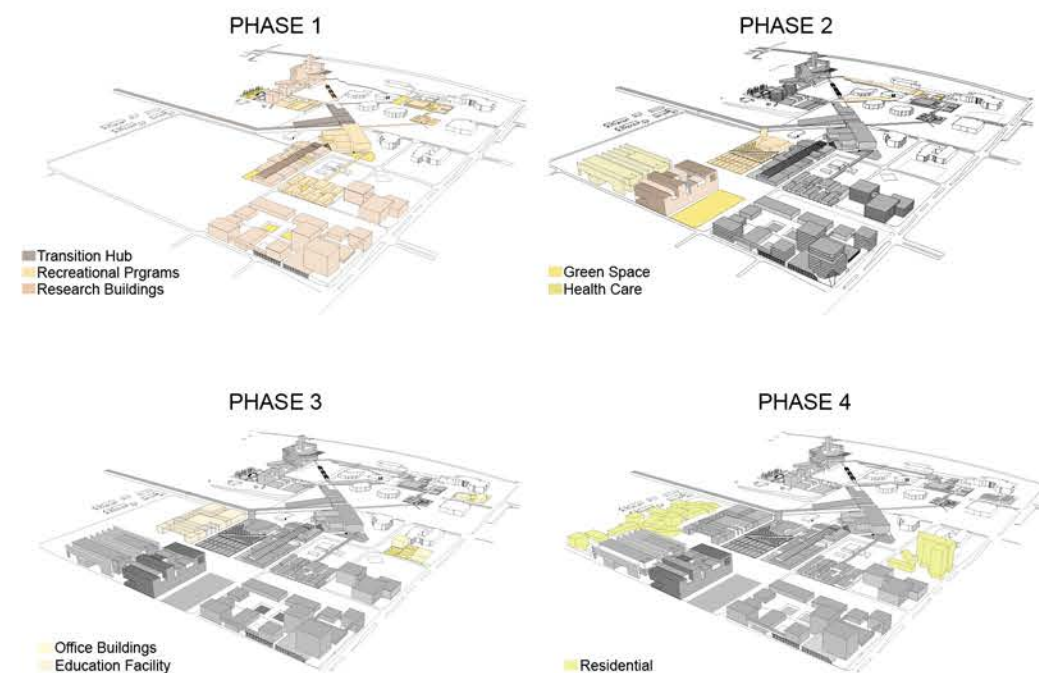 PHASE 1
Transition Hub
Recreational Prgrams
Research Buildings
PHASE 2
Green Space
Health Care
PHASE 3
Office Buildings
Education Facility
PHASE 4
Residential